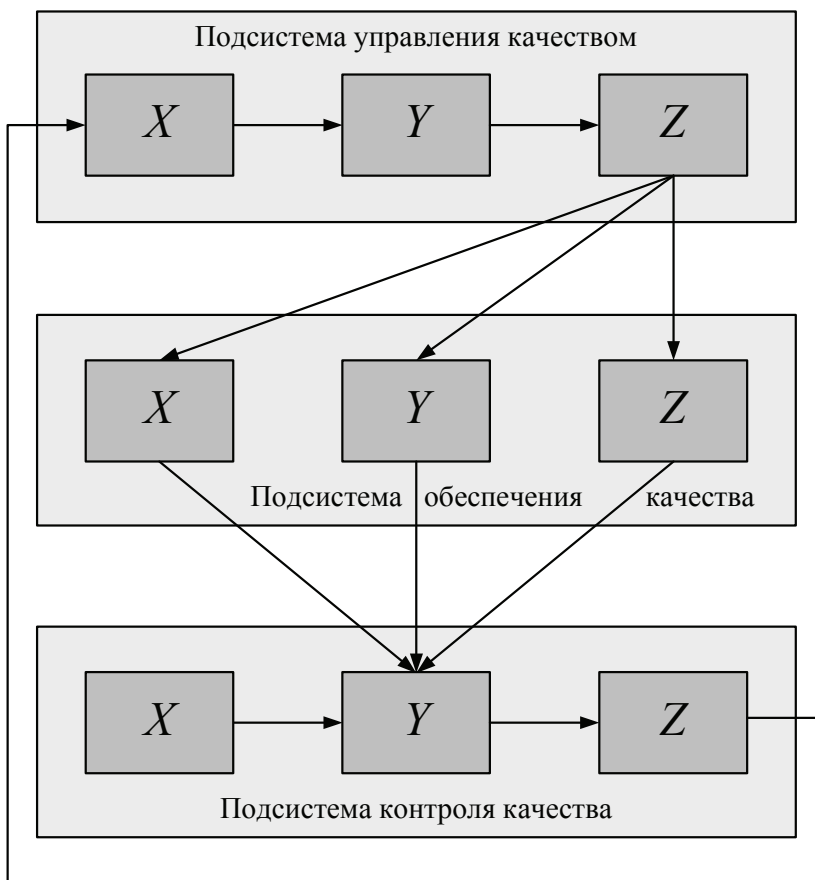 Подсистема управления качеством
X Y Z
X Y Z
Подсистема обеспечения качества
X Y Z
Подсистема контроля качества